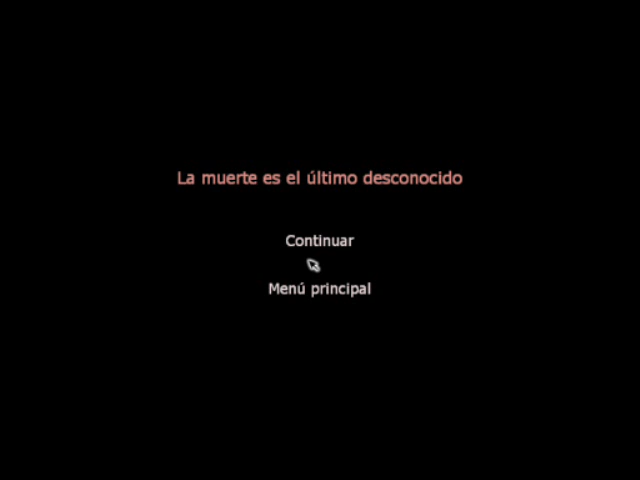 La muerte es el último desconocido
Continuar
Menú principal